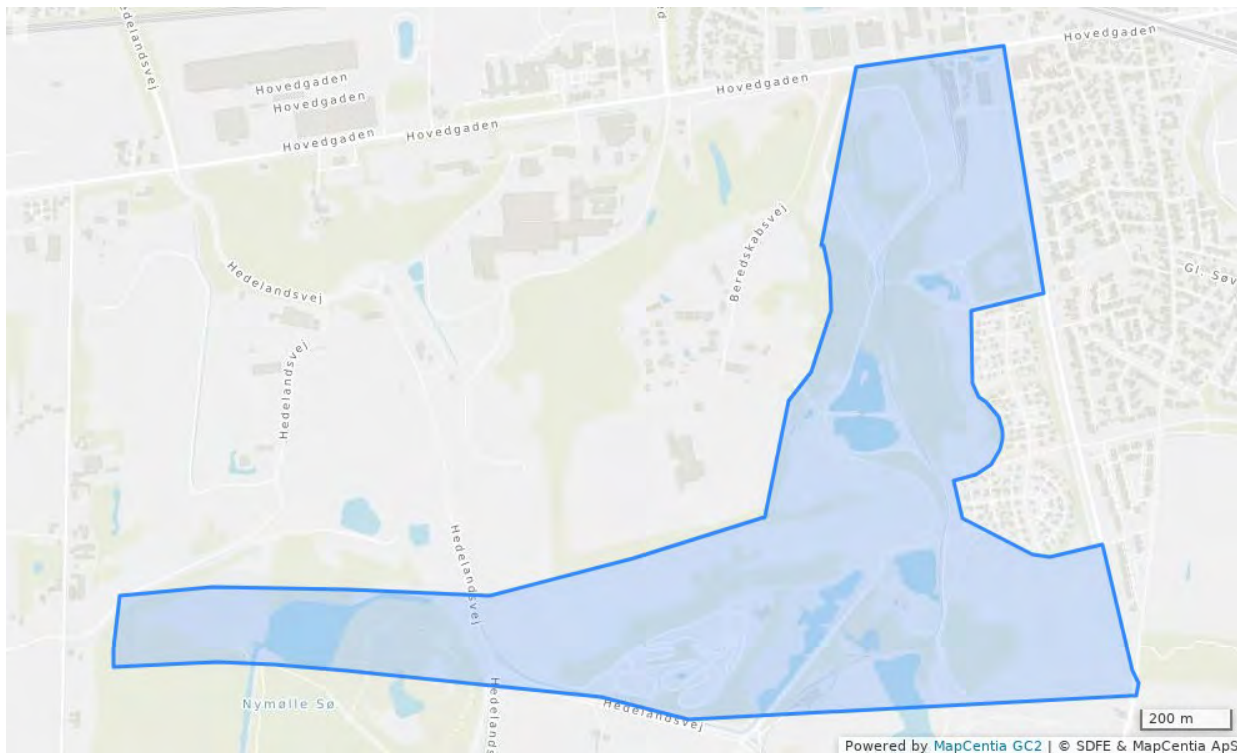 Hedelandsvej
Hovedgaden
Hovedgaden
Hovedgaden
Hovedgaden
Hovedgaden
Hovedgaden
Beredskabsvej
Gl. Søv
Hedelandsvej
Hedelandsvej
Hedelandsvej
Nymølle Sø
Hedelands
Hedelandsvej
200 m
Powered by MapCentia GC2 | © SDFE & MapCentia ApS